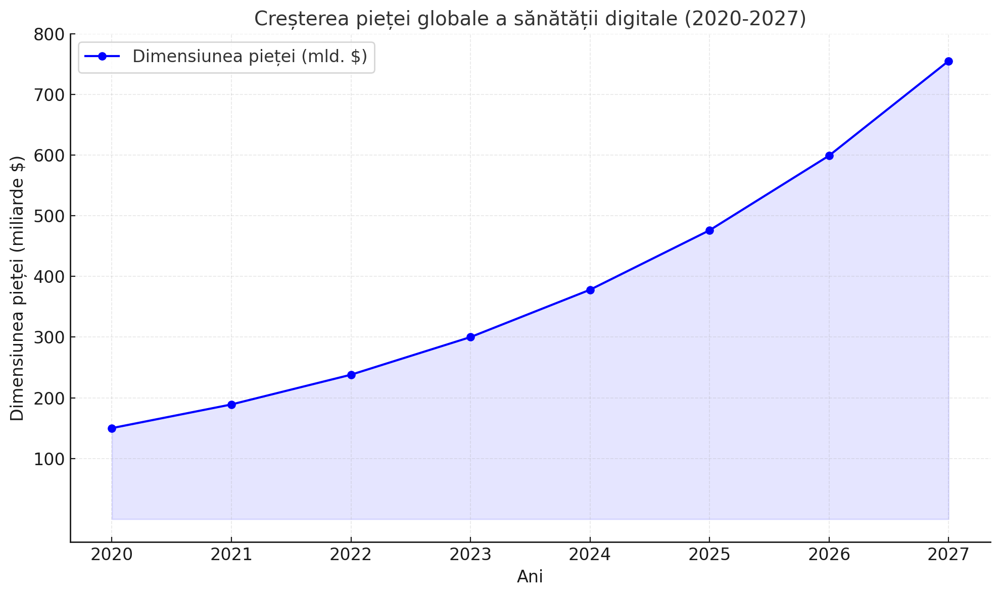 Creșterea pieței globale a sănătății digitale (2020-2027)
Dimensiunea pieței (mld. $)
Dimensiunea pieței (miliarde $)
800
700
600
500
400
300
200
100
2020 2021 2022 2023 2024 2025 2026 2027
Ani